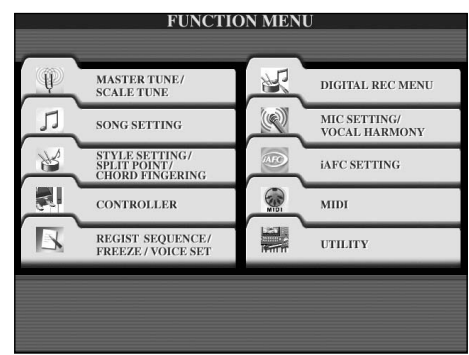 FUNCTION MENU
MASTER TUNE/
SCALE TUNE
SONG SETTING
STYLE SETTING/
SPLIT POINT/
CHORD FINGERING
CONTROLLER
REGIST SEQUENCE/
FREEZE / VOICE SET
DIGITAL REC MENU
MIC SETTING/
VOCAL HARMONY
iAFC
iAFC SETTING
MIDI
MIDI
UTILITY